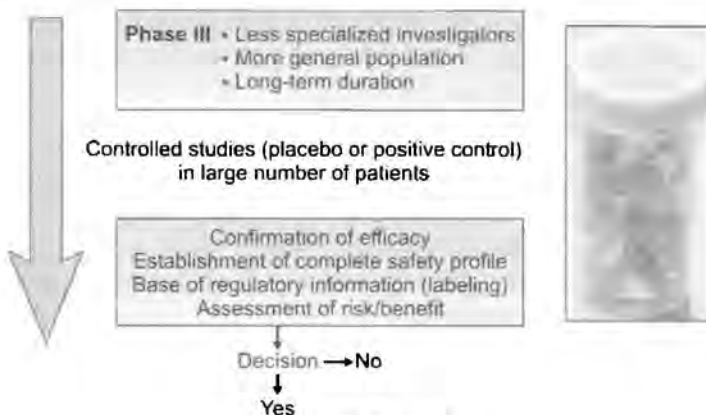 Phase III • Less specialized investigators
• More general population
• Long-term duration
Controlled studies (placebo or positive control)
in large number of patients
Confirmation of efficacy
Establishment of complete safety profile
Base of regulatory information (labeling)
Assessment of risk/benefit
Decision → No
Yes